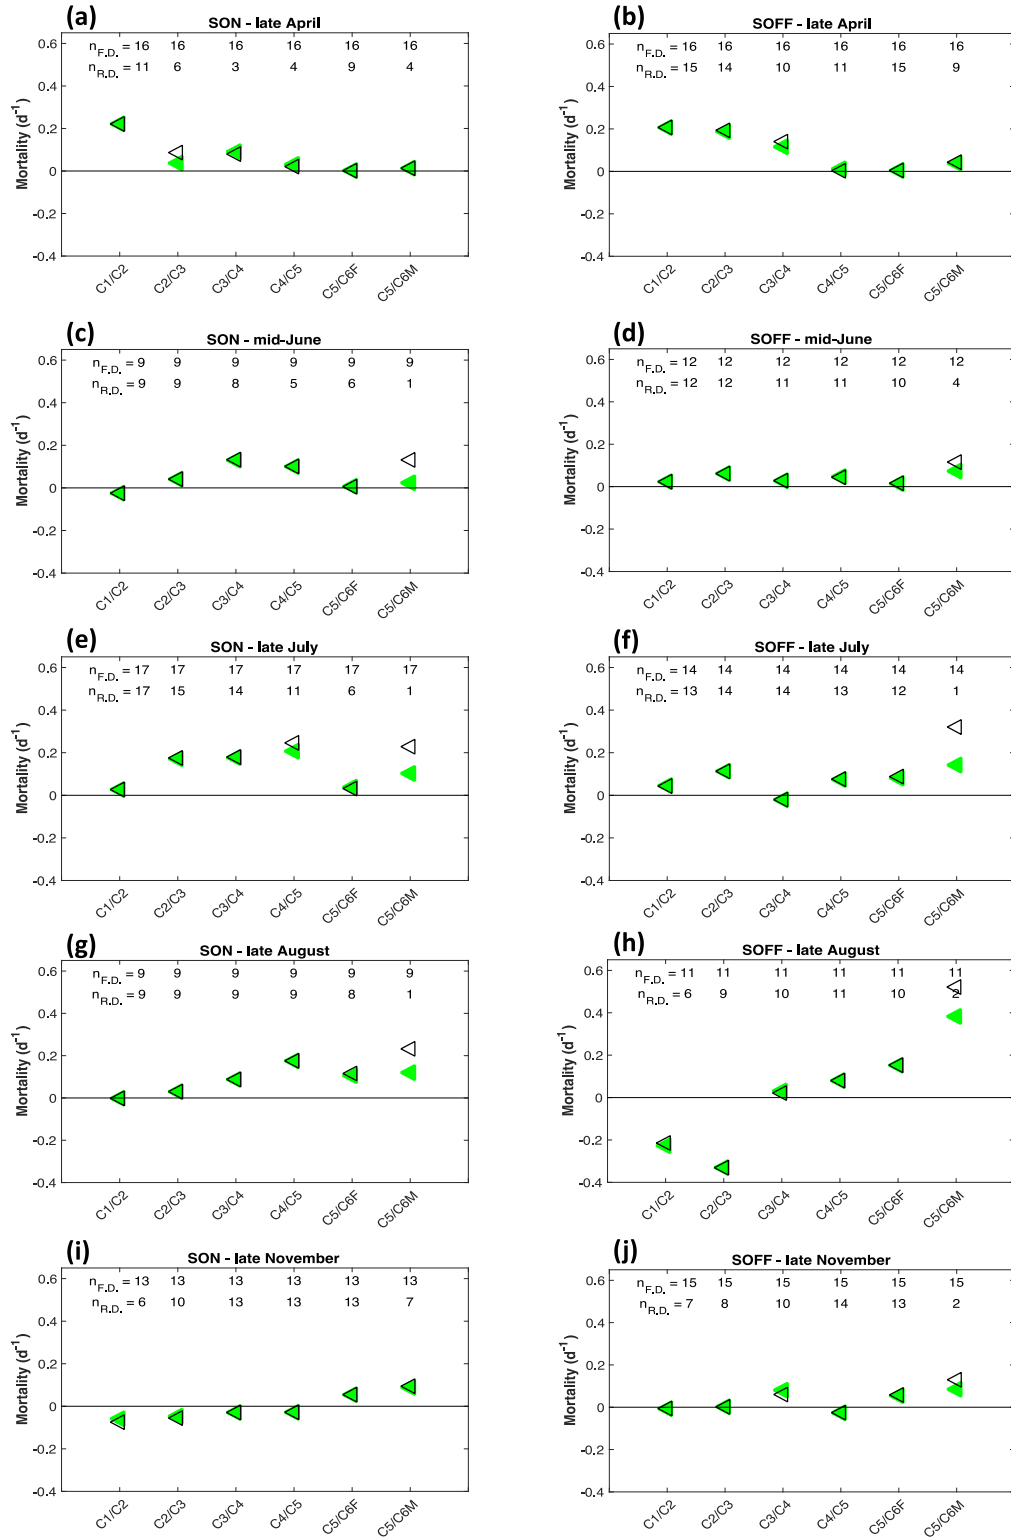 (a)
SON - late April
0.6
n_F.D. = 16 16 16 16 16 16
n_R.D. = 11 6 3 4 9 4
0.4
0.2
0
-0.2
-0.4
Mortality (d⁻¹)
C1/C2 C2/C3 C3/C4 C4/C5 C5/C6F C5/C6M
(b)
SOFF - late April
0.6
n_F.D. = 16 16 16 16 16 16
n_R.D. = 15 14 10 11 15 9
0.4
0.2
0
-0.2
-0.4
Mortality (d⁻¹)
C1/C2 C2/C3 C3/C4 C4/C5 C5/C6F C5/C6M
(c)
SON - mid-June
0.6
n_F.D. = 9 9 9 9 9 9
n_R.D. = 9 9 8 5 6 1
0.4
0.2
0
-0.2
-0.4
Mortality (d⁻¹)
C1/C2 C2/C3 C3/C4 C4/C5 C5/C6F C5/C6M
(d)
SOFF - mid-June
0.6
n_F.D. = 12 12 12 12 12 12
n_R.D. = 12 12 11 11 10 4
0.4
0.2
0
-0.2
-0.4
Mortality (d⁻¹)
C1/C2 C2/C3 C3/C4 C4/C5 C5/C6F C5/C6M
(e)
SON - late July
0.6
n_F.D. = 17 17 17 17 17 17
n_R.D. = 17 15 14 11 6 1
0.4
0.2
0
-0.2
-0.4
Mortality (d⁻¹)
C1/C2 C2/C3 C3/C4 C4/C5 C5/C6F C5/C6M
(f)
SOFF - late July
0.6
n_F.D. = 14 14 14 14 14 14
n_R.D. = 13 14 14 13 12 1
0.4
0.2
0
-0.2
-0.4
Mortality (d⁻¹)
C1/C2 C2/C3 C3/C4 C4/C5 C5/C6F C5/C6M
(g)
SON - late August
0.6
n_F.D. = 9 9 9 9 9 9
n_R.D. = 9 9 9 9 8 1
0.4
0.2
0
-0.2
-0.4
Mortality (d⁻¹)
C1/C2 C2/C3 C3/C4 C4/C5 C5/C6F C5/C6M
(h)
SOFF - late August
0.6
n_F.D. = 11 11 11 11 11 11
n_R.D. = 6 9 10 11 10 2
0.4
0.2
0
-0.2
-0.4
Mortality (d⁻¹)
C1/C2 C2/C3 C3/C4 C4/C5 C5/C6F C5/C6M
(i)
SON - late November
0.6
n_F.D. = 13 13 13 13 13 13
n_R.D. = 6 10 13 13 13 7
0.4
0.2
0
-0.2
-0.4
Mortality (d⁻¹)
C1/C2 C2/C3 C3/C4 C4/C5 C5/C6F C5/C6M
(j)
SOFF - late November
0.6
n_F.D. = 15 15 15 15 15 15
n_R.D. = 7 8 10 14 13 2
0.4
0.2
0
-0.2
-0.4
Mortality (d⁻¹)
C1/C2 C2/C3 C3/C4 C4/C5 C5/C6F C5/C6M